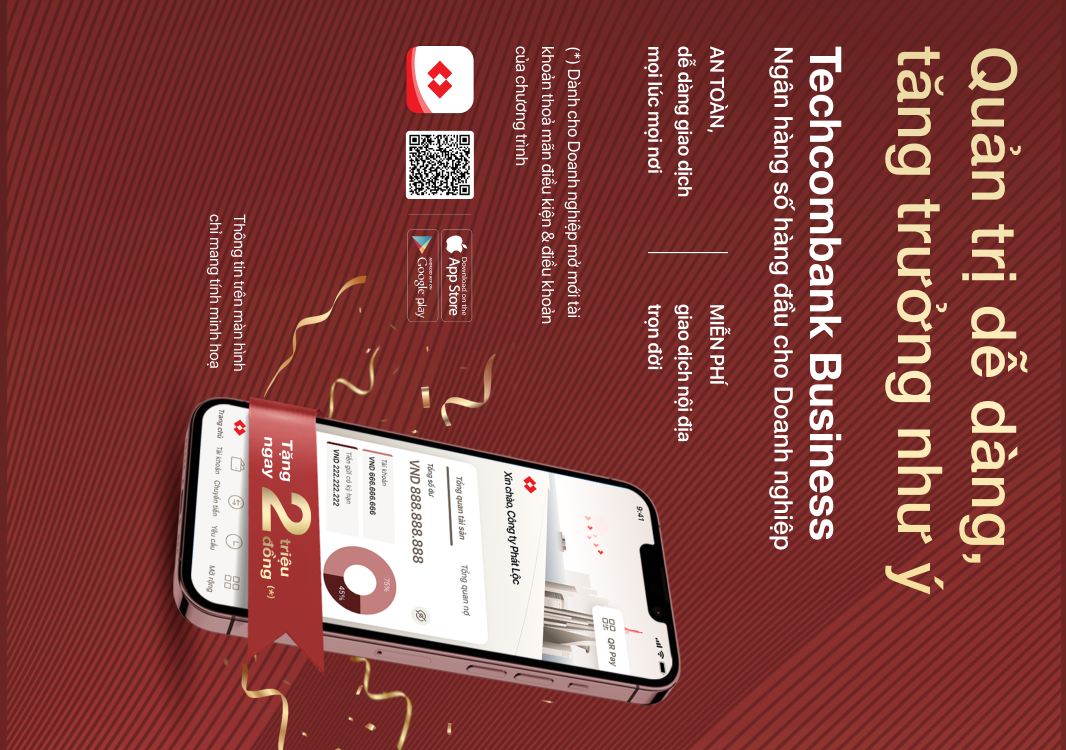 Quản trị dễ dàng,
tăng trưởng như ý
Techcombank Business
Ngân hàng số hàng đầu cho Doanh nghiệp
AN TOÀN,
dễ dàng giao dịch
mọi lúc mọi nơi
MIỄN PHÍ
giao dịch nội địa
trọn đời
(*) Dành cho Doanh nghiệp mở mới tài
khoản thoả mãn điều kiện & điều khoản
của chương trình
Download on the
App Store
ANDROID APP ON
Google play
Thông tin trên màn hình
chỉ mang tính minh hoạ
9:41
QR Pay
Xin chào, Công ty Phát Lộc
Tổng quan tài sản
Tổng quan nợ
Tổng số dư
VND 888.888.888
Tài khoản
VND 666.666.666
Tiền gửi có kỳ hạn
VND 222.222.222
75%
45%
Tặng
ngay
2 triệu
đồng (*)
Trang chủ
Tài khoản
Chuyển tiền
Yêu cầu
Mở rộng